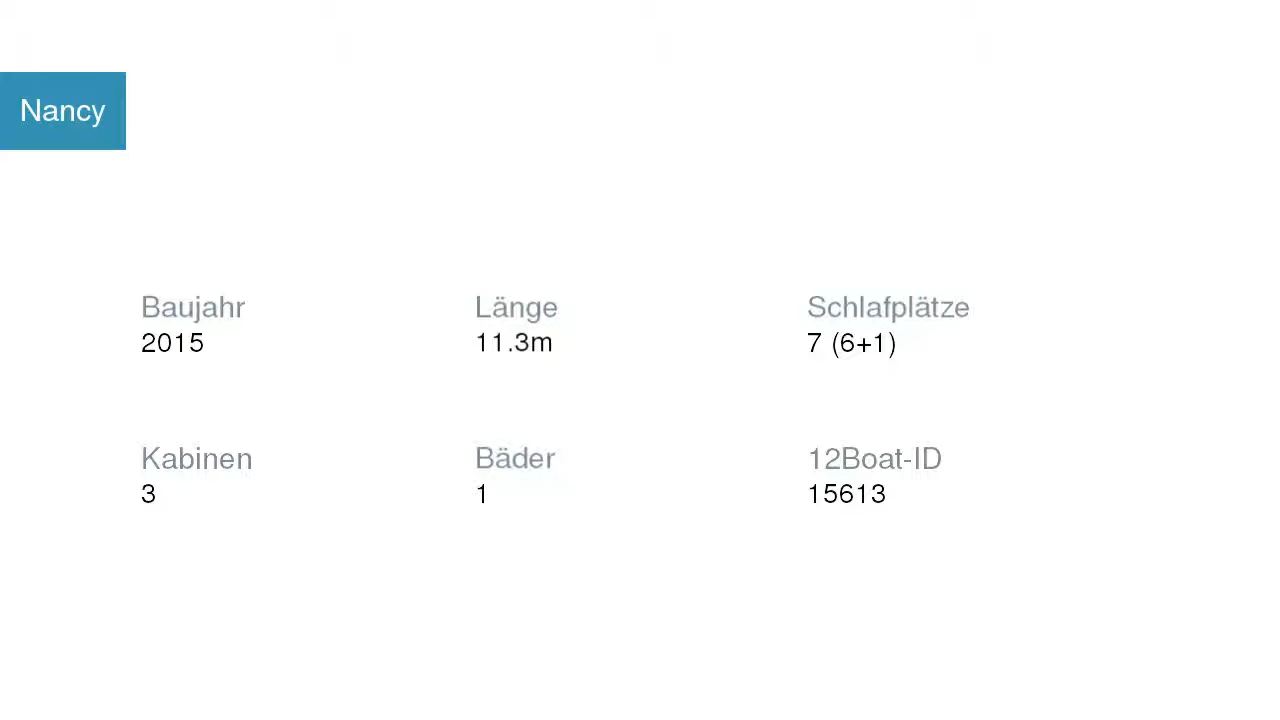 Nancy
Baujahr
2015
Länge
11.3m
Schlafplätze
7 (6+1)
Kabinen
3
Bäder
1
12Boat-ID
15613